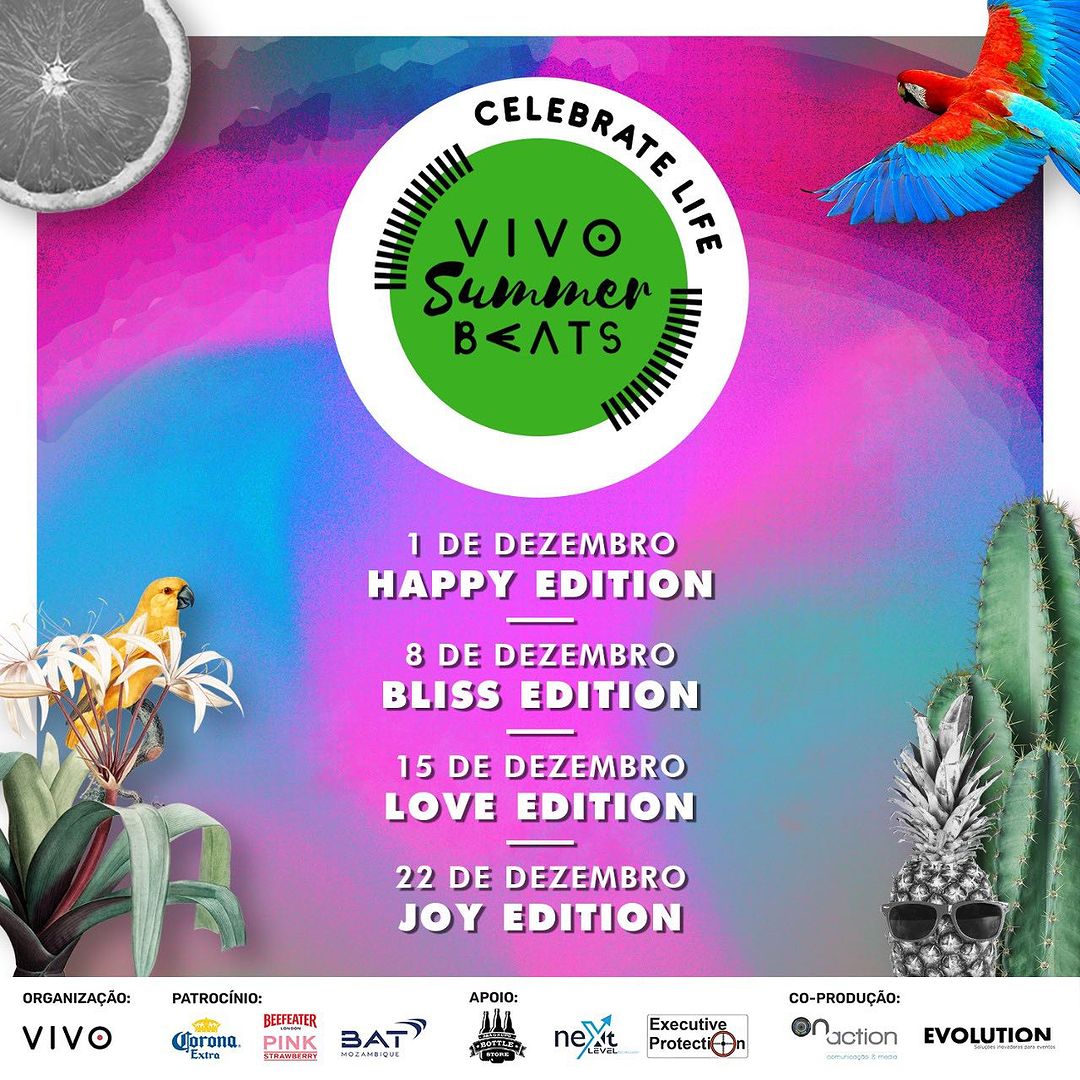 CELEBRATE LIFE
VIVO
Summer
BEATS
1 DE DEZEMBRO
HAPPY EDITION
8 DE DEZEMBRO
BLISS EDITION
15 DE DEZEMBRO
LOVE EDITION
22 DE DEZEMBRO
JOY EDITION
ORGANIZAÇÃO:
VIVO
PATROCÍNIO:
Corona
Extra
BEEFEATER
LONDON
PINK
STRAWBERRY
BAT
MOZAMBIQUE
APOIO:
BOTTLE
STORE
neXt
LEVEL
Executive
Protection
CO-PRODUÇÃO:
On action
comunicação & media
EVOLUTION
Soluções inovadoras para eventos